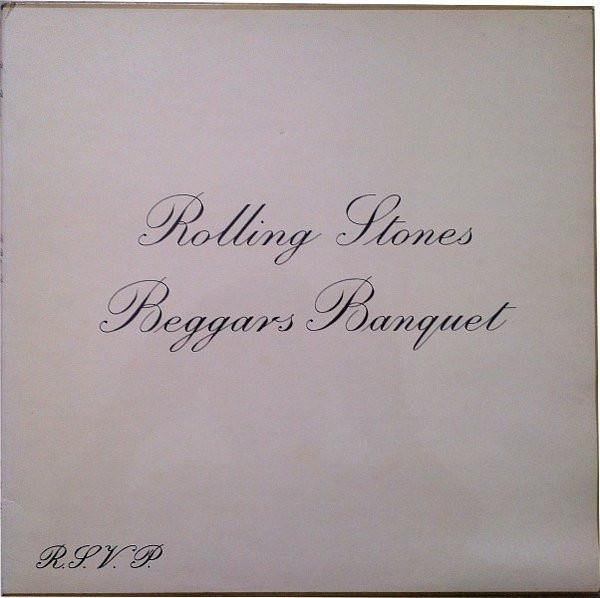 Rolling Stones
Beggars Banquet
R.S.V.P.